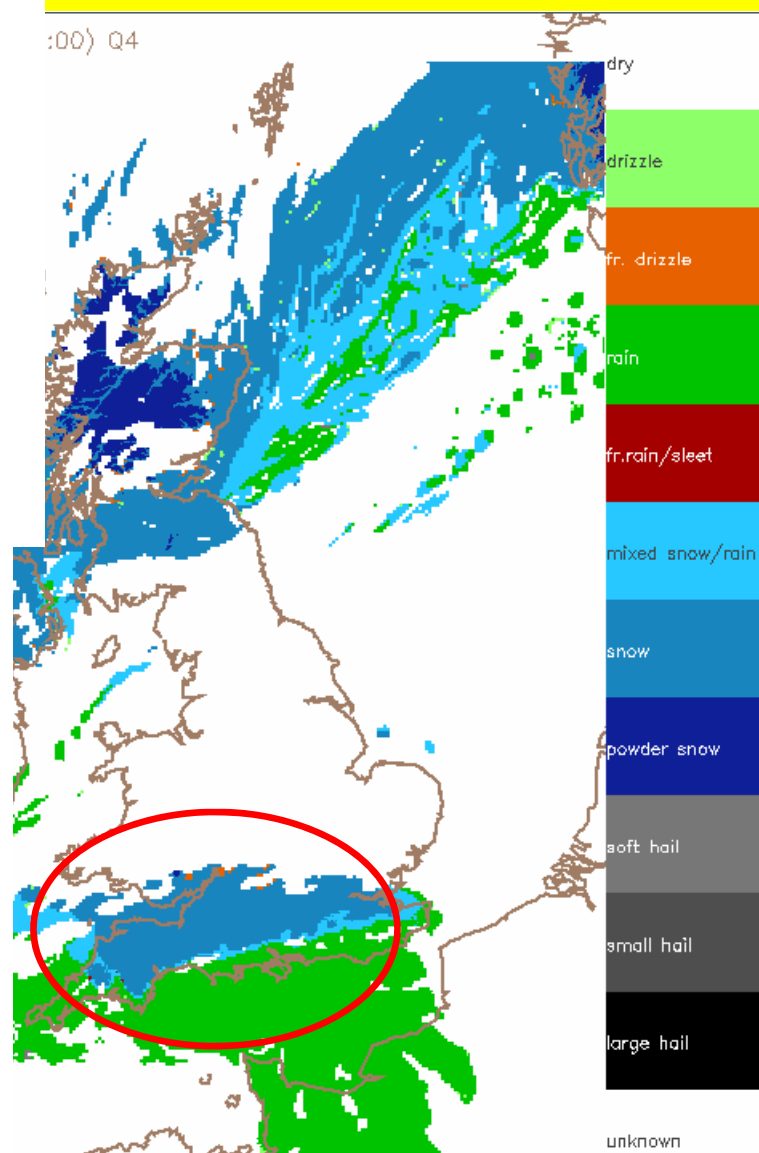 :00) Q4
dry
drizzle
fr. drizzle
rain
fr.rain/sleet
mixed snow/rain
snow
powder snow
soft hail
small hail
large hail
unknown